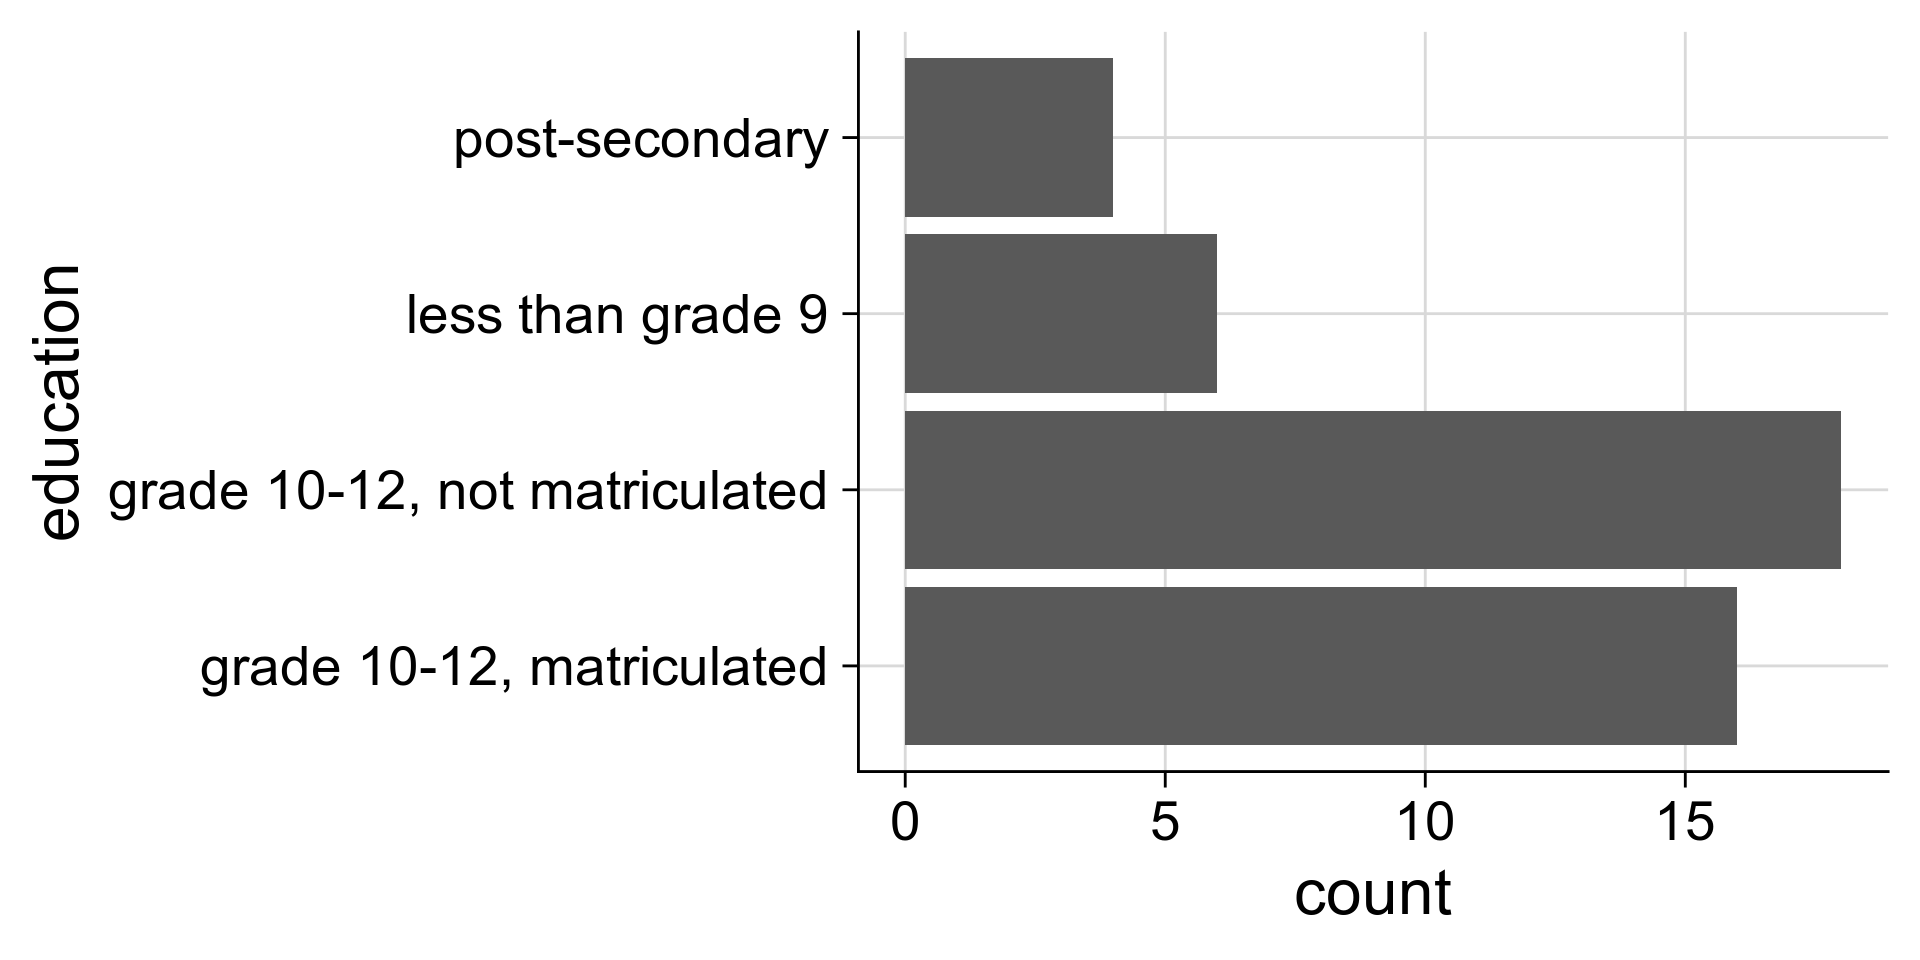 education
post-secondary
less than grade 9
grade 10-12, not matriculated
grade 10-12, matriculated
0 5 10 15
count